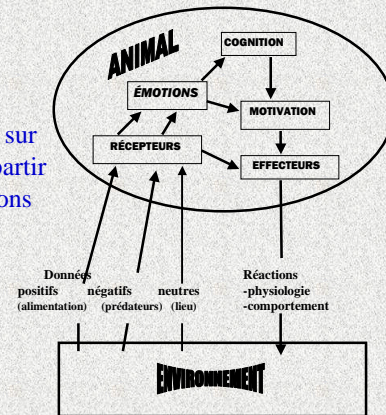 ANIMAL
COGNITION
ÉMOTIONS
MOTIVATION
sur
RÉCEPTEURS
partir
EFFECTEURS
ons
Données
positifs négatifs neutres
(alimentation) (prédateurs) (lieu)
Réactions
-physiologie
-comportement
ENVIRONNEMENT